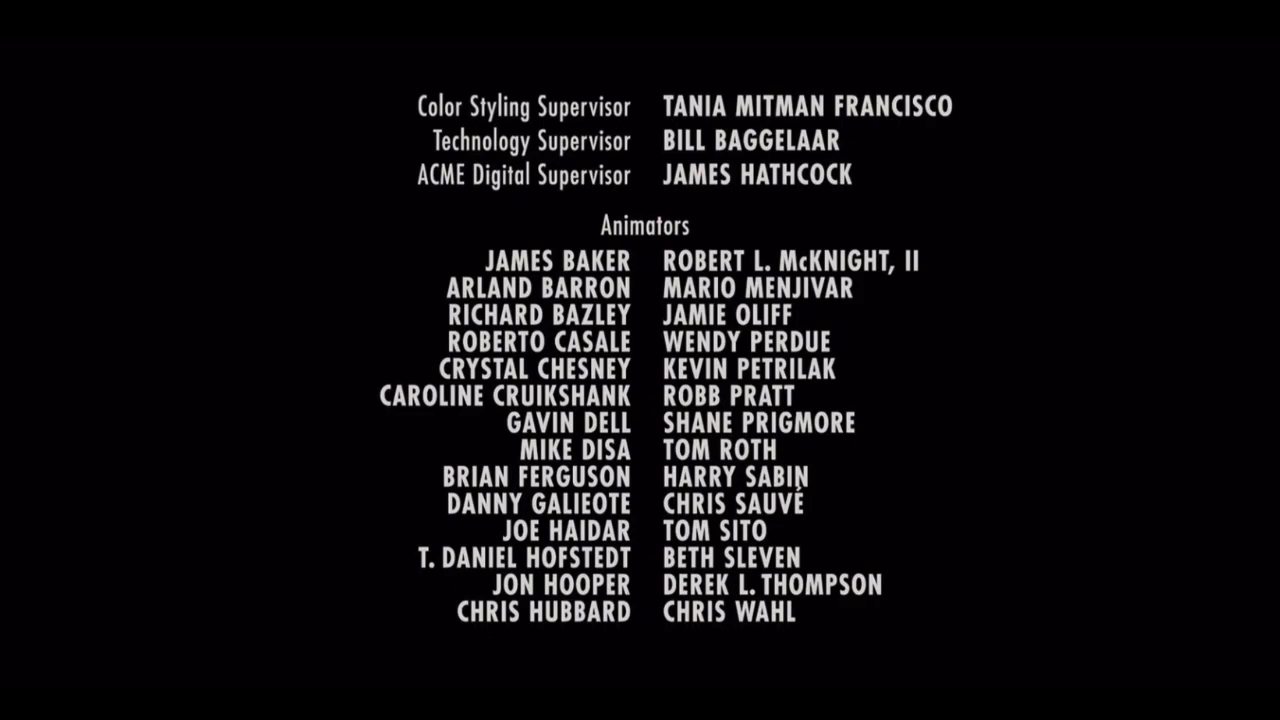 Color Styling Supervisor TANIA MITMAN FRANCISCO
Technology Supervisor BILL BAGGELAAR
ACME Digital Supervisor JAMES HATHCOCK
Animators
JAMES BAKER ROBERT L. McKNIGHT, II
ARLAND BARRON MARIO MENJIVAR
RICHARD BAZLEY JAMIE OLIFF
ROBERTO CASALE WENDY PERDUE
CRYSTAL CHESNEY KEVIN PETRILAK
CAROLINE CRUIKSHANK ROBB PRATT
GAVIN DELL SHANE PRIGMORE
MIKE DISA TOM ROTH
BRIAN FERGUSON HARRY SABIN
DANNY GALIEOTE CHRIS SAUVÉ
JOE HAIDAR TOM SITO
T. DANIEL HOFSTEDT BETH SLEVEN
JON HOOPER DEREK L. THOMPSON
CHRIS HUBBARD CHRIS WAHL